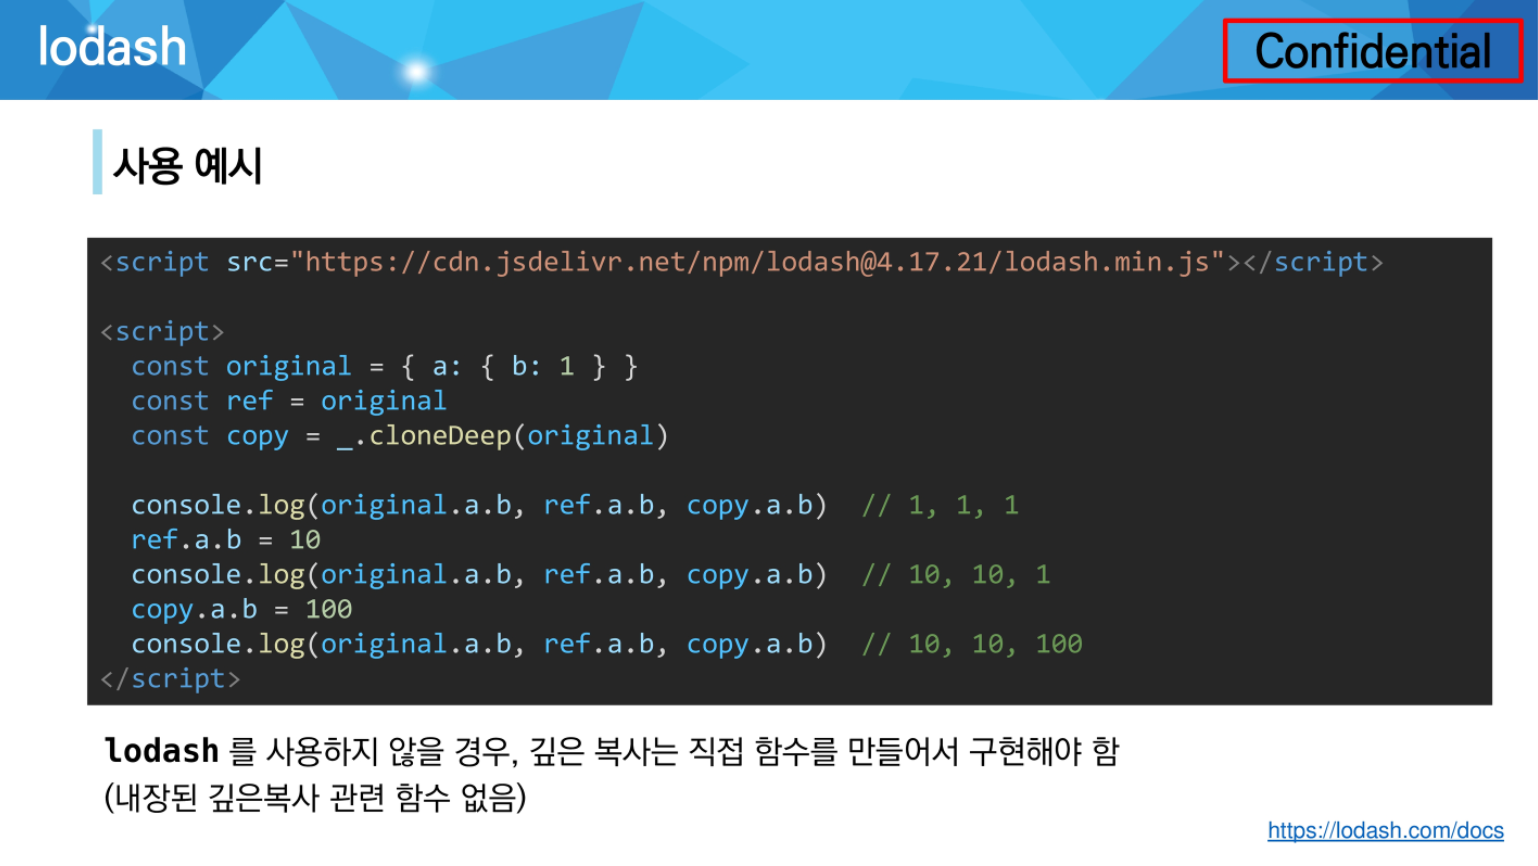 lodash
Confidential
사용 예시
<script src="https://cdn.jsdelivr.net/npm/lodash@4.17.21/lodash.min.js"></script>
<script>
  const original = { a: { b: 1 } }
  const ref = original
  const copy = _.cloneDeep(original)
  console.log(original.a.b, ref.a.b, copy.a.b)  // 1, 1, 1
  ref.a.b = 10
  console.log(original.a.b, ref.a.b, copy.a.b)  // 10, 10, 1
  copy.a.b = 100
  console.log(original.a.b, ref.a.b, copy.a.b)  // 10, 10, 100
</script>
lodash 를 사용하지 않을 경우, 깊은 복사는 직접 함수를 만들어서 구현해야 함
(내장된 깊은복사 관련 함수 없음)
https://lodash.com/docs